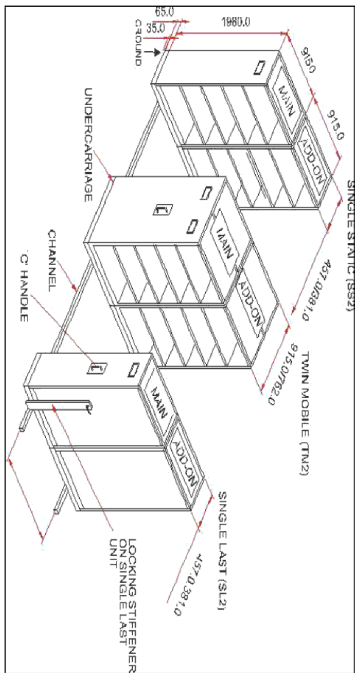 SINGLE STATIC (SS2)
457.0/381.0
TWIN MOBILE (TM2)
915.0/762.0
SINGLE LAST (SL2)
457.0.381.0
915.0
915.0
MAIN
ADD-ON
1980.0
65.0
35.0
GROUND
MAIN
ADD-ON
MAIN
ADD-ON
UNDERCARRIAGE
CHANNEL
'C' HANDLE
LOCKING STIFFENER
ON SINGLE LAST
UNIT